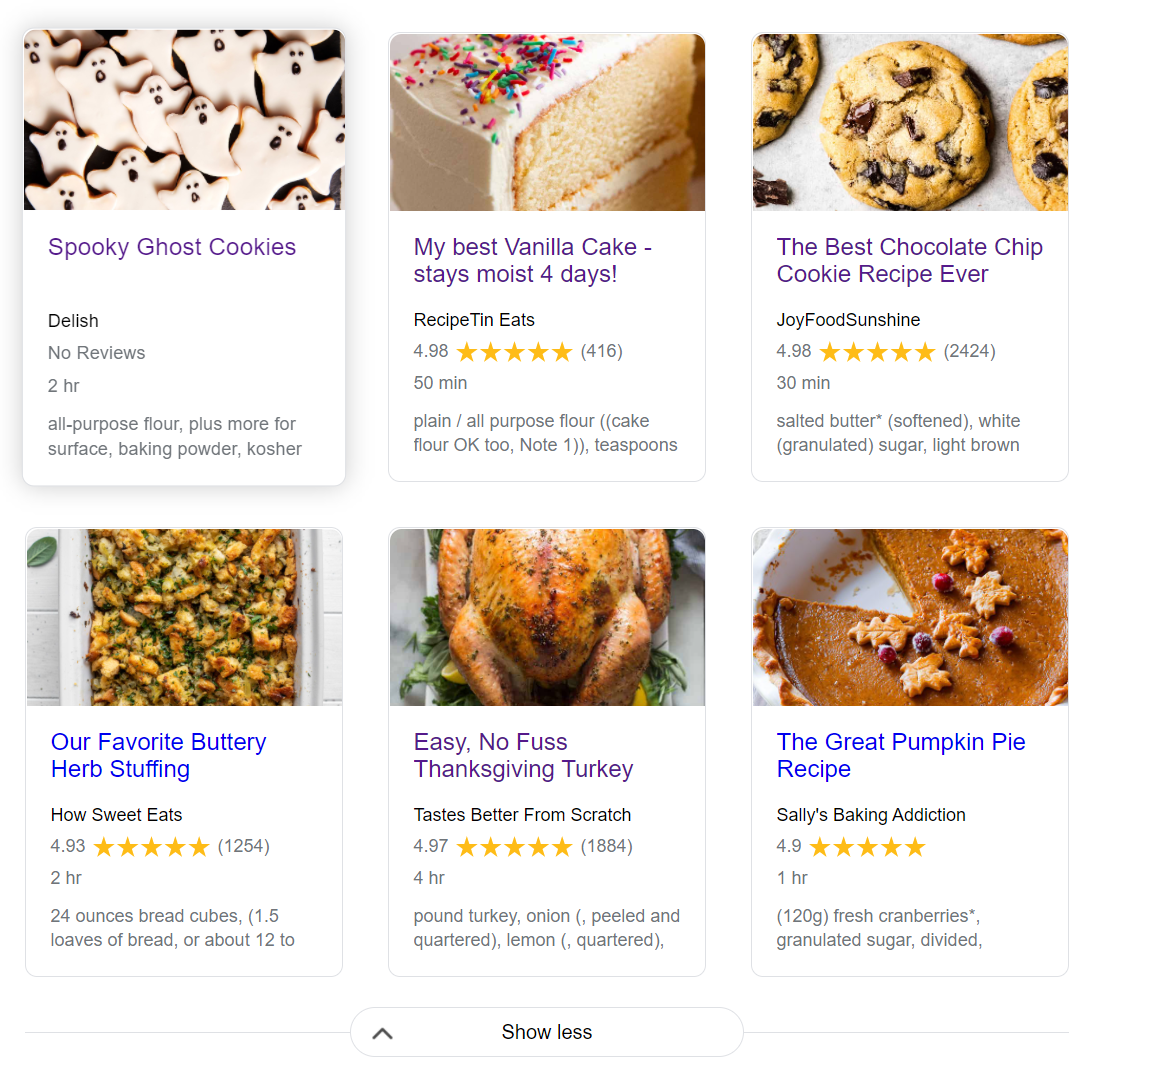 Spooky Ghost Cookies
Delish
No Reviews
2 hr
all-purpose flour, plus more for
surface, baking powder, kosher
My best Vanilla Cake -
stays moist 4 days!
RecipeTin Eats
4.98 ★★★★★ (416)
50 min
plain / all purpose flour ((cake
flour OK too, Note 1)), teaspoons
The Best Chocolate Chip
Cookie Recipe Ever
JoyFoodSunshine
4.98 ★★★★★ (2424)
30 min
salted butter* (softened), white
(granulated) sugar, light brown
Our Favorite Buttery
Herb Stuffing
How Sweet Eats
4.93 ★★★★★ (1254)
2 hr
24 ounces bread cubes, (1.5
loaves of bread, or about 12 to
Easy, No Fuss
Thanksgiving Turkey
Tastes Better From Scratch
4.97 ★★★★★ (1884)
4 hr
pound turkey, onion (, peeled and
quartered), lemon (, quartered),
The Great Pumpkin Pie
Recipe
Sally's Baking Addiction
4.9 ★★★★★
1 hr
(120g) fresh cranberries*,
granulated sugar, divided,
Show less